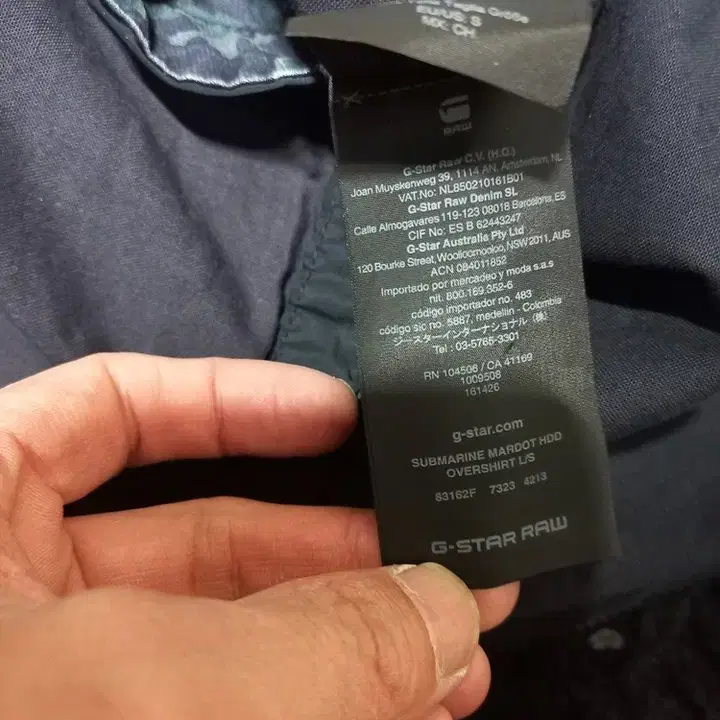 EUR/US: S
MX: CH
RAW
G-Star Raw C.V. (H.Q.)
Joan Muyskenweg 39, 1114 AN, Amsterdam, NL
VAT.No: NL850210161B01
G-Star Raw Denim SL
Calle Almogavares 119-123 08018 Barcelona, ES
CIF No: ES B 62443247
G-Star Australia Pty Ltd
120 Bourke Street, Woolloomooloo, NSW 2011, AUS
ACN 084011852
Importado por mercadeo y moda s.a.s
nit. 800.169.352-6
código importador no. 483
código sic no. 5887, medellin - Colombia
ジースターインターナショナル（株）
Tel : 03-5765-3301
RN 104506 / CA 41169
1009508
161426
g-star.com
SUBMARINE MARDOT HDD
OVERSHIRT L/S
83162F 7323 4213
G-STAR RAW